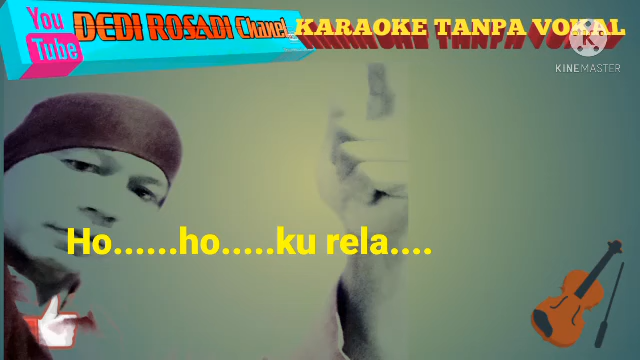 You
Tube
DEDI ROSADI Chanel
KARAOKE TANPA VOKAL
KINEMASTER
Ho......ho.....ku rela....